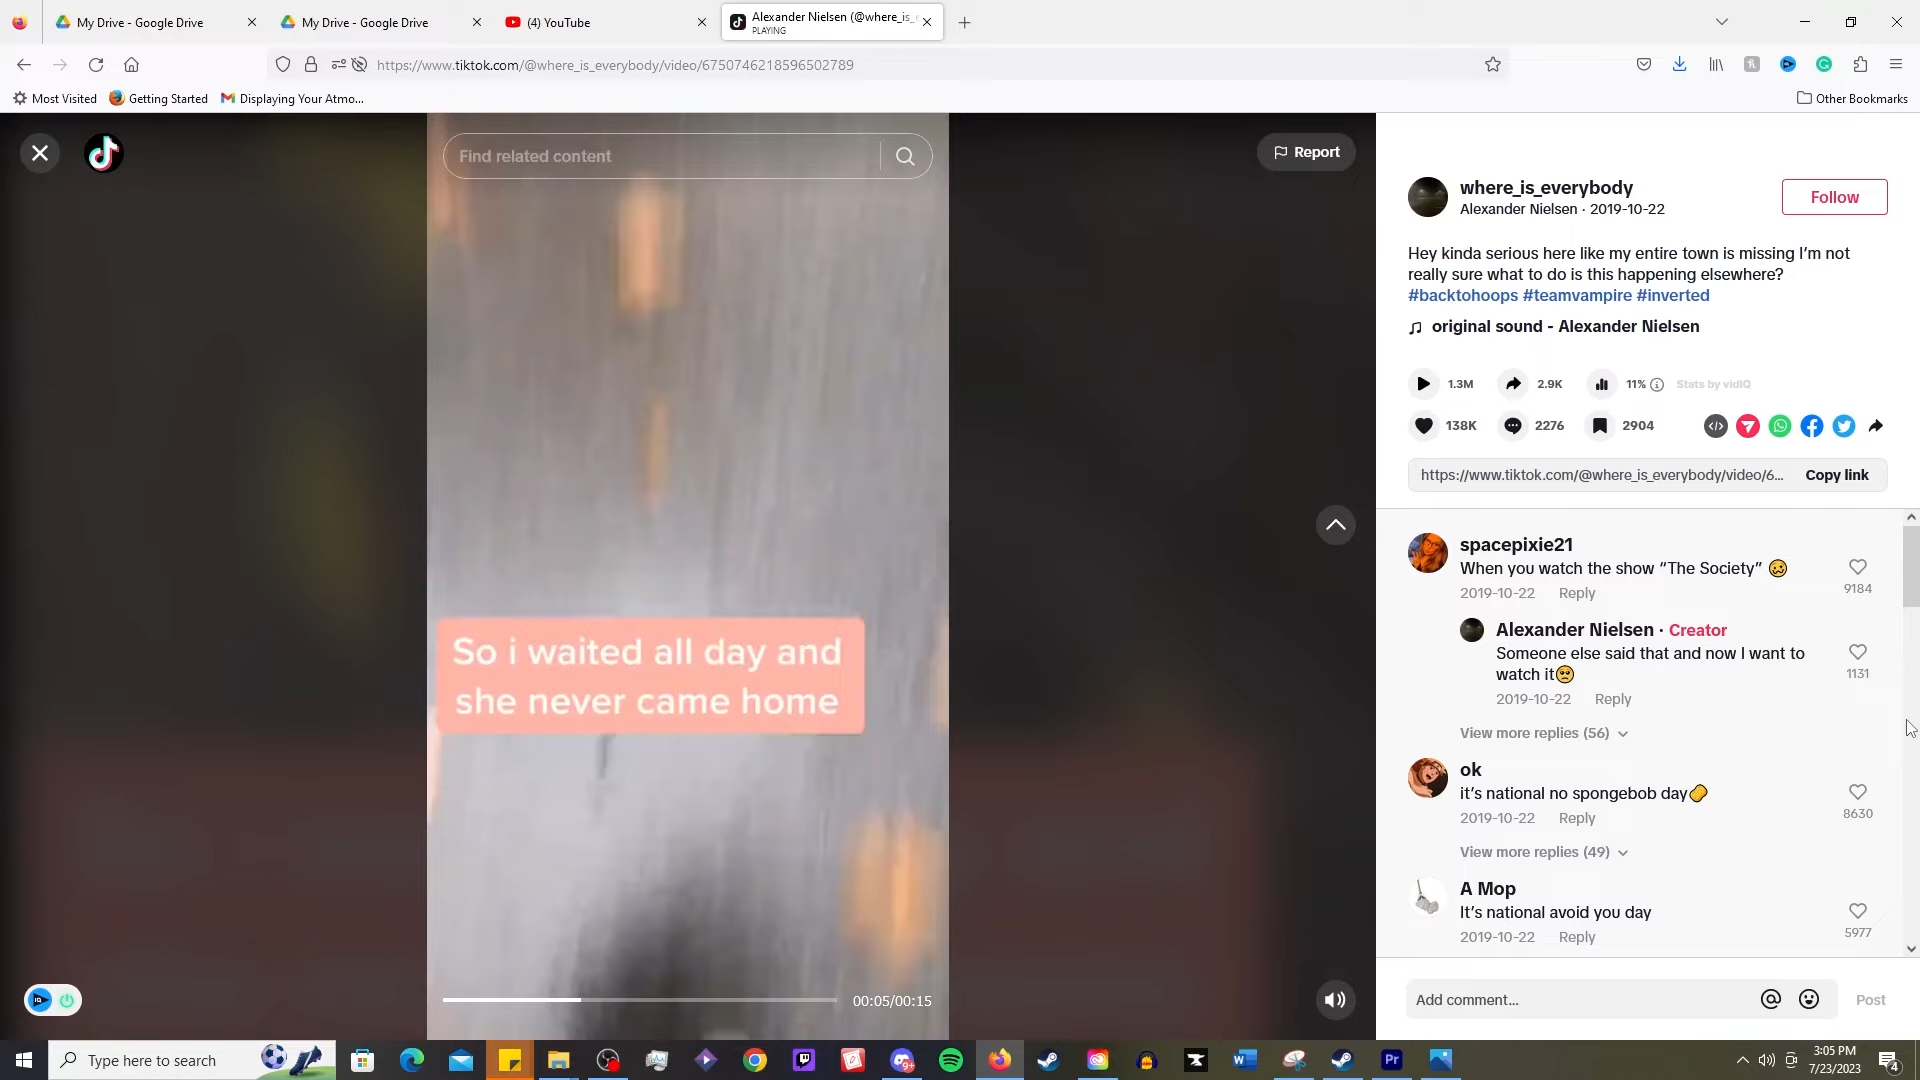 My Drive - Google Drive
My Drive - Google Drive
(4) YouTube
Alexander Nielsen (@where_is_e
PLAYING
https://www.tiktok.com/@where_is_everybody/video/6750746218596502789
Most Visited
Getting Started
Displaying Your Atmo...
Other Bookmarks
Find related content
Report
So i waited all day and
she never came home
00:05/00:15
where_is_everybody
Alexander Nielsen · 2019-10-22
Follow
Hey kinda serious here like my entire town is missing I’m not
really sure what to do is this happening elsewhere?
#backtohoops #teamvampire #inverted
original sound - Alexander Nielsen
1.3M
2.9K
11%
Stats by vidIQ
138K
2276
2904
https://www.tiktok.com/@where_is_everybody/video/6...
Copy link
spacepixie21
When you watch the show “The Society”
2019-10-22
Reply
9184
Alexander Nielsen · Creator
Someone else said that and now I want to
watch it
2019-10-22
Reply
1131
View more replies (56)
ok
it’s national no spongebob day
2019-10-22
Reply
8630
View more replies (49)
A Mop
It’s national avoid you day
2019-10-22
Reply
5977
Add comment...
Post
Type here to search
3:05 PM
7/23/2023